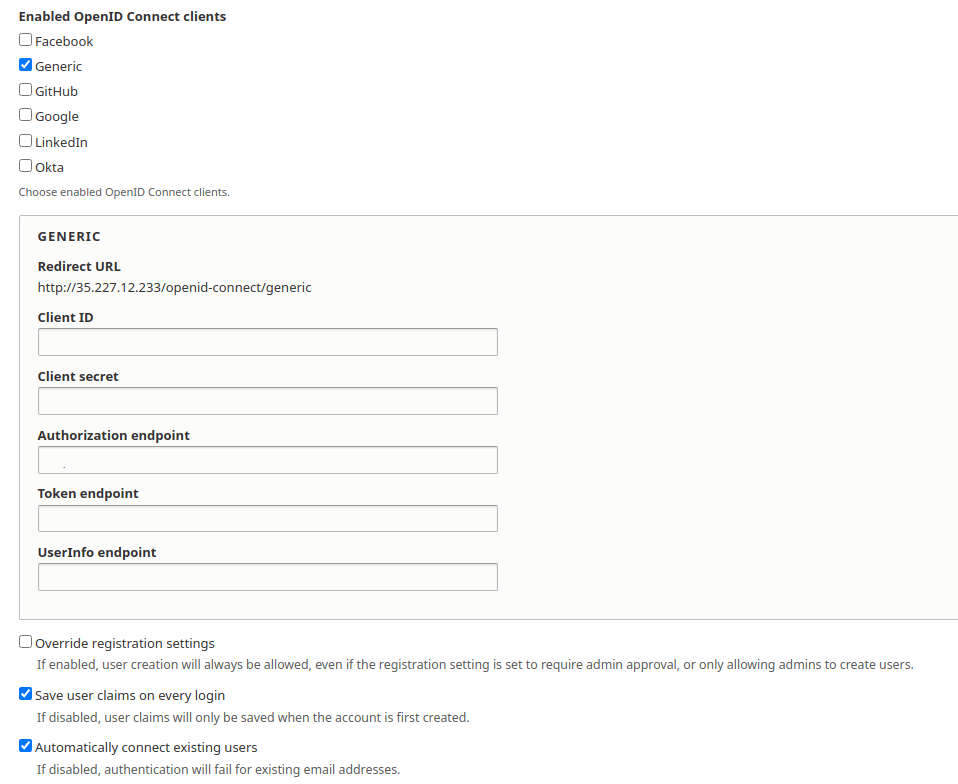 Enabled OpenID Connect clients
Facebook
Generic
GitHub
Google
LinkedIn
Okta
Choose enabled OpenID Connect clients.
GENERIC
Redirect URL
http://35.227.12.233/openid-connect/generic
Client ID
Client secret
Authorization endpoint
Token endpoint
UserInfo endpoint
Override registration settings
If enabled, user creation will always be allowed, even if the registration setting is set to require admin approval, or only allowing admins to create users.
Save user claims on every login
If disabled, user claims will only be saved when the account is first created.
Automatically connect existing users
If disabled, authentication will fail for existing email addresses.